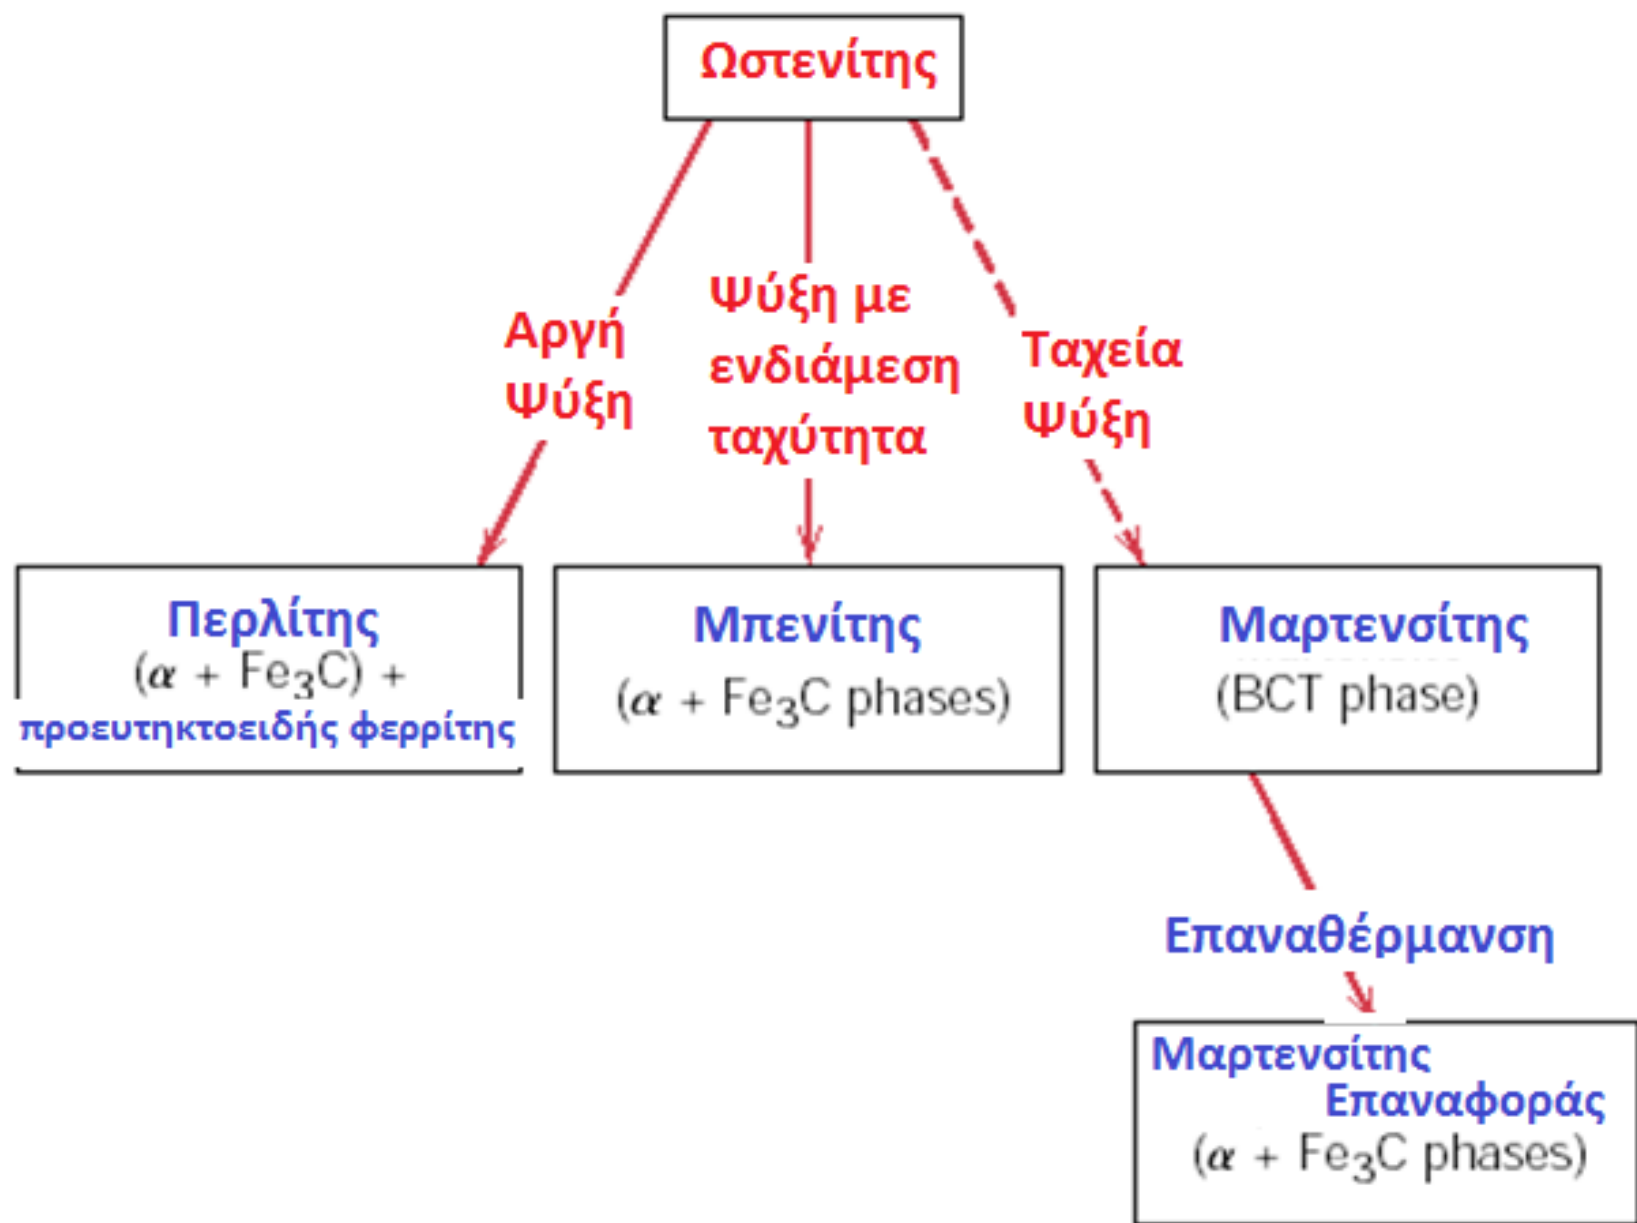 Ωστενίτης
Αργή
Ψύξη
Ψύξη με
ενδιάμεση
ταχύτητα
Ταχεία
Ψύξη
Περλίτης
(α + Fe₃C) +
προευτηκτοειδής φερρίτης
Μπενίτης
(α + Fe₃C phases)
Μαρτενσίτης
(BCT phase)
Επαναθέρμανση
Μαρτενσίτης
Επαναφοράς
(α + Fe₃C phases)